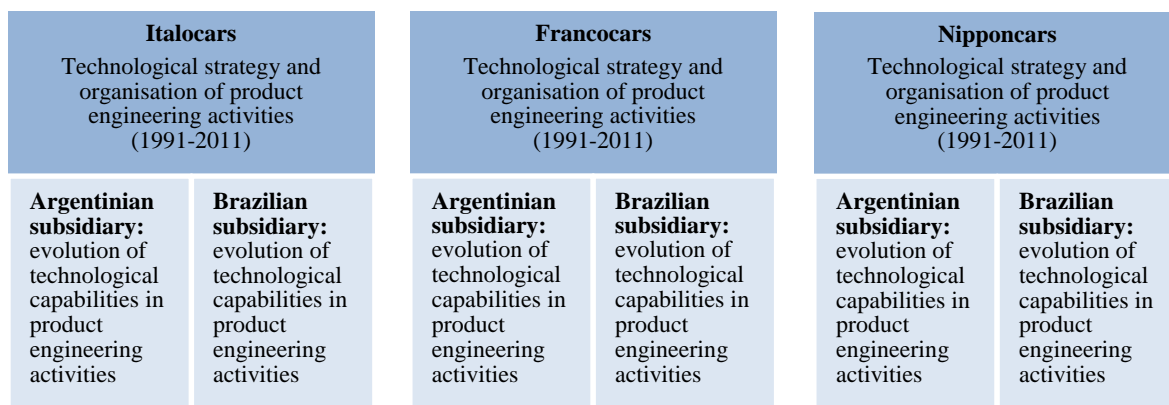 Italocars
Technological strategy and
organisation of product
engineering activities
(1991-2011)
Argentinian
subsidiary:
evolution of
technological
capabilities in
product
engineering
activities
Brazilian
subsidiary:
evolution of
technological
capabilities in
product
engineering
activities
Francocars
Technological strategy and
organisation of product
engineering activities
(1991-2011)
Argentinian
subsidiary:
evolution of
technological
capabilities in
product
engineering
activities
Brazilian
subsidiary:
evolution of
technological
capabilities in
product
engineering
activities
Nipponcars
Technological strategy and
organisation of product
engineering activities
(1991-2011)
Argentinian
subsidiary:
evolution of
technological
capabilities in
product
engineering
activities
Brazilian
subsidiary:
evolution of
technological
capabilities in
product
engineering
activities